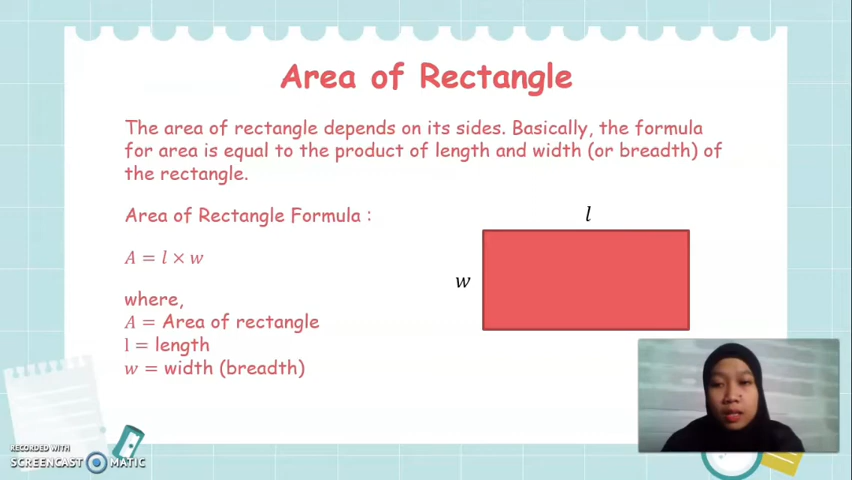 Area of Rectangle
The area of rectangle depends on its sides. Basically, the formula
for area is equal to the product of length and width (or breadth) of
the rectangle.
Area of Rectangle Formula :
l
A = l × w
w
where,
A = Area of rectangle
l = length
w = width (breadth)
RECORDED WITH
SCREENCAST MATIC